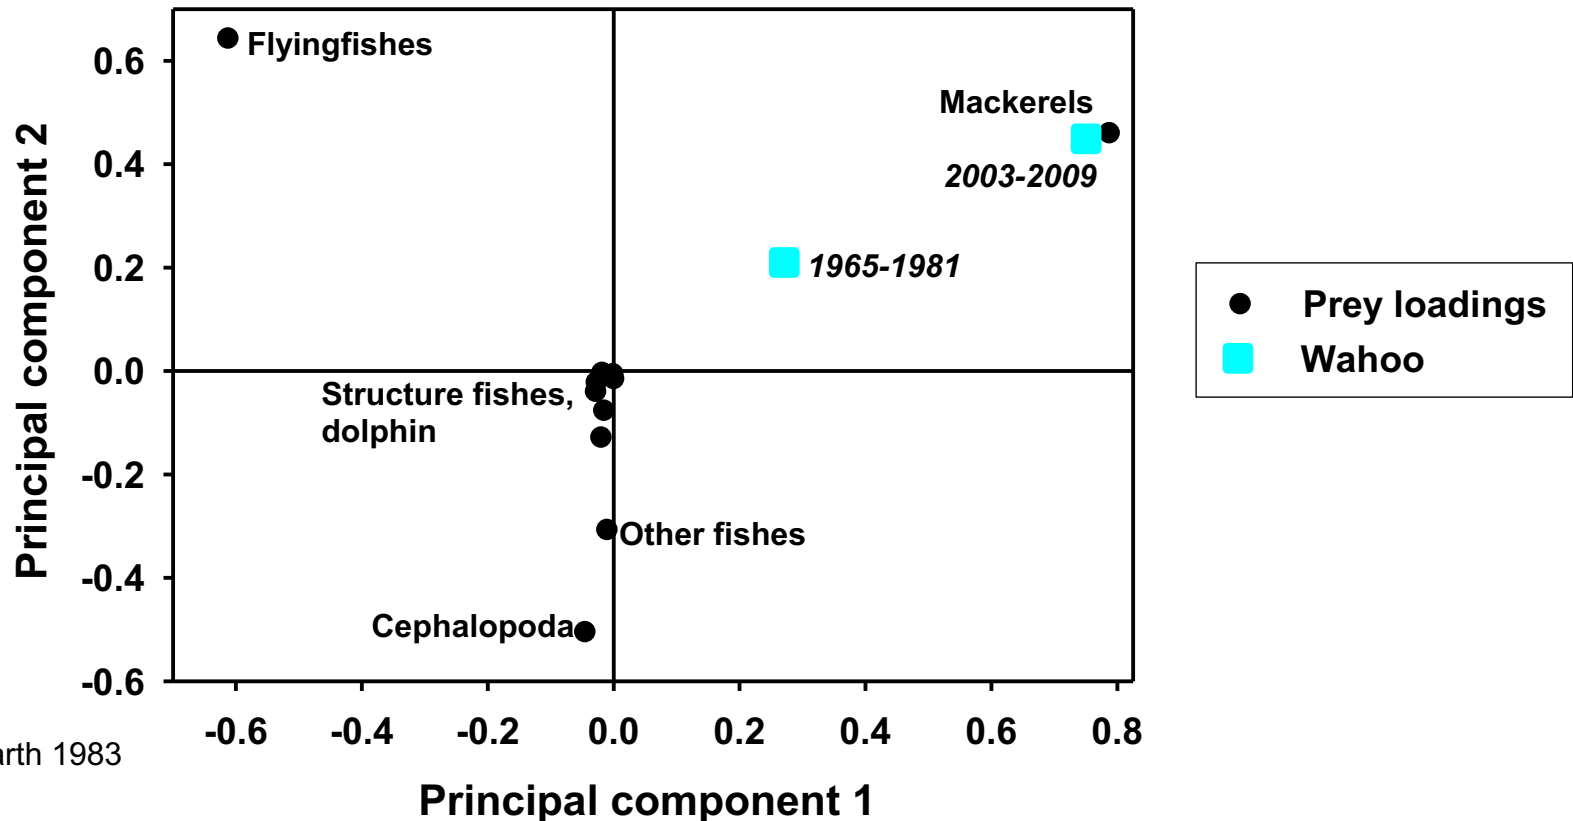 Flyingfishes
0.6
Mackerels
0.4
2003-2009
0.2
1965-1981
Prey loadings
Wahoo
Principal component 2
0.0
Structure fishes,
dolphin
-0.2
Other fishes
-0.4
Cephalopoda
-0.6
-0.6 -0.4 -0.2 0.0 0.2 0.4 0.6 0.8
1983
Principal component 1